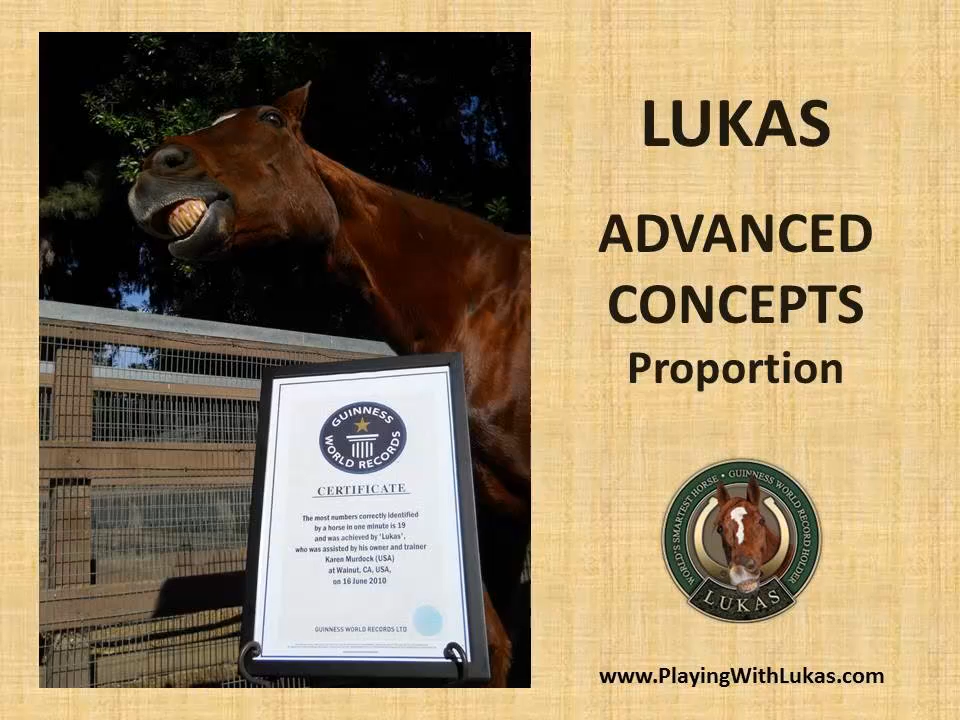 LUKAS
ADVANCED
CONCEPTS
Proportion
GUINNESS
WORLD RECORDS
CERTIFICATE
The most numbers correctly identified
by a horse in one minute is 19
and was achieved by 'Lukas',
who was assisted by his owner and trainer
Karen Murdock (USA)
at Walnut, CA, USA,
on 16 June 2010
GUINNESS WORLD RECORDS LTD
WORLD'S SMARTEST HORSE • GUINNESS WORLD RECORD HOLDER
LUKAS
www.PlayingWithLukas.com